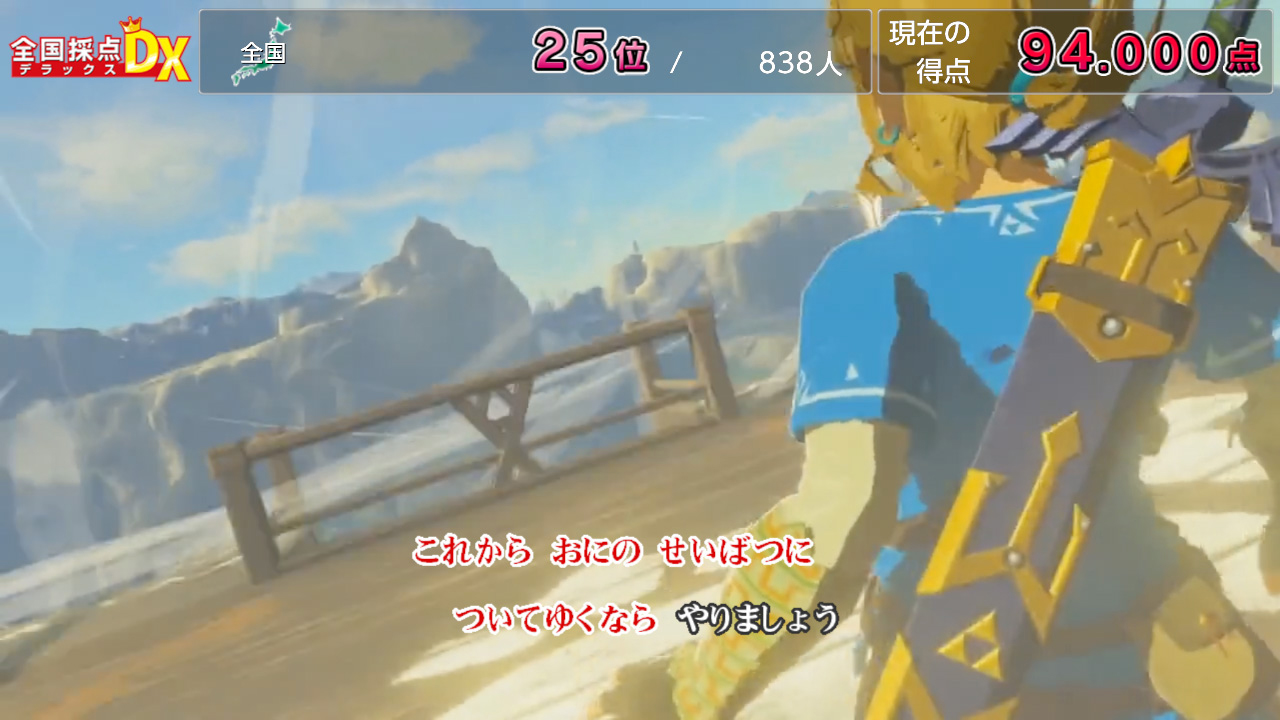 全国採点DX
デラックス
全国
25位 / 838人
現在の
得点
94.000点
これから おにの せいばつに
ついてゆくなら やりましょう